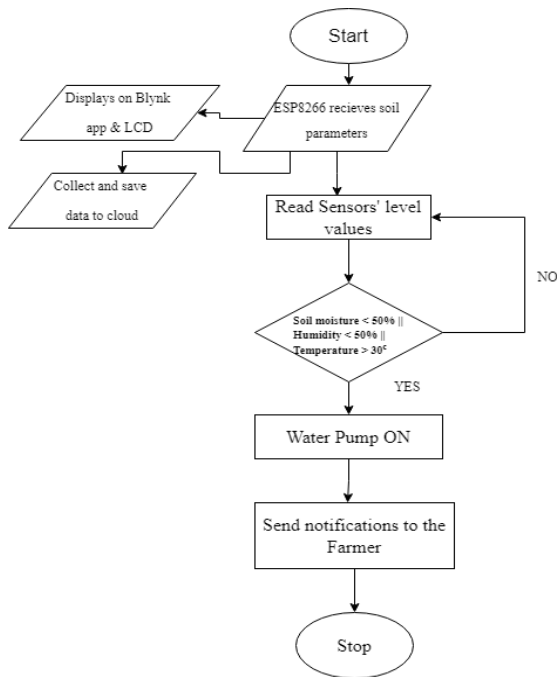 Start
Displays on Blynk
app & LCD
ESP8266 recieves soil
parameters
Collect and save
data to cloud
Read Sensors' level
values
NO
Soil moisture < 50% ||
Humidity < 50% ||
Temperature > 30°
YES
Water Pump ON
Send notifications to the
Farmer
Stop